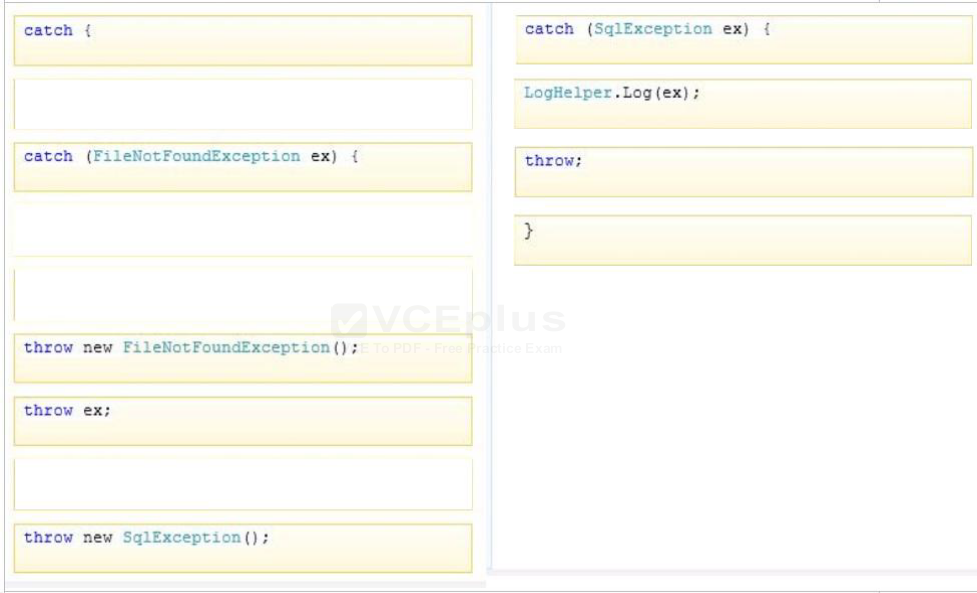 catch {
catch (FileNotFoundException ex) {
throw new FileNotFoundException();
throw ex;
throw new SqlException();
catch (SqlException ex) {
LogHelper.Log(ex);
throw;
}
VCEplus
E To PDF - Free Practice Exam